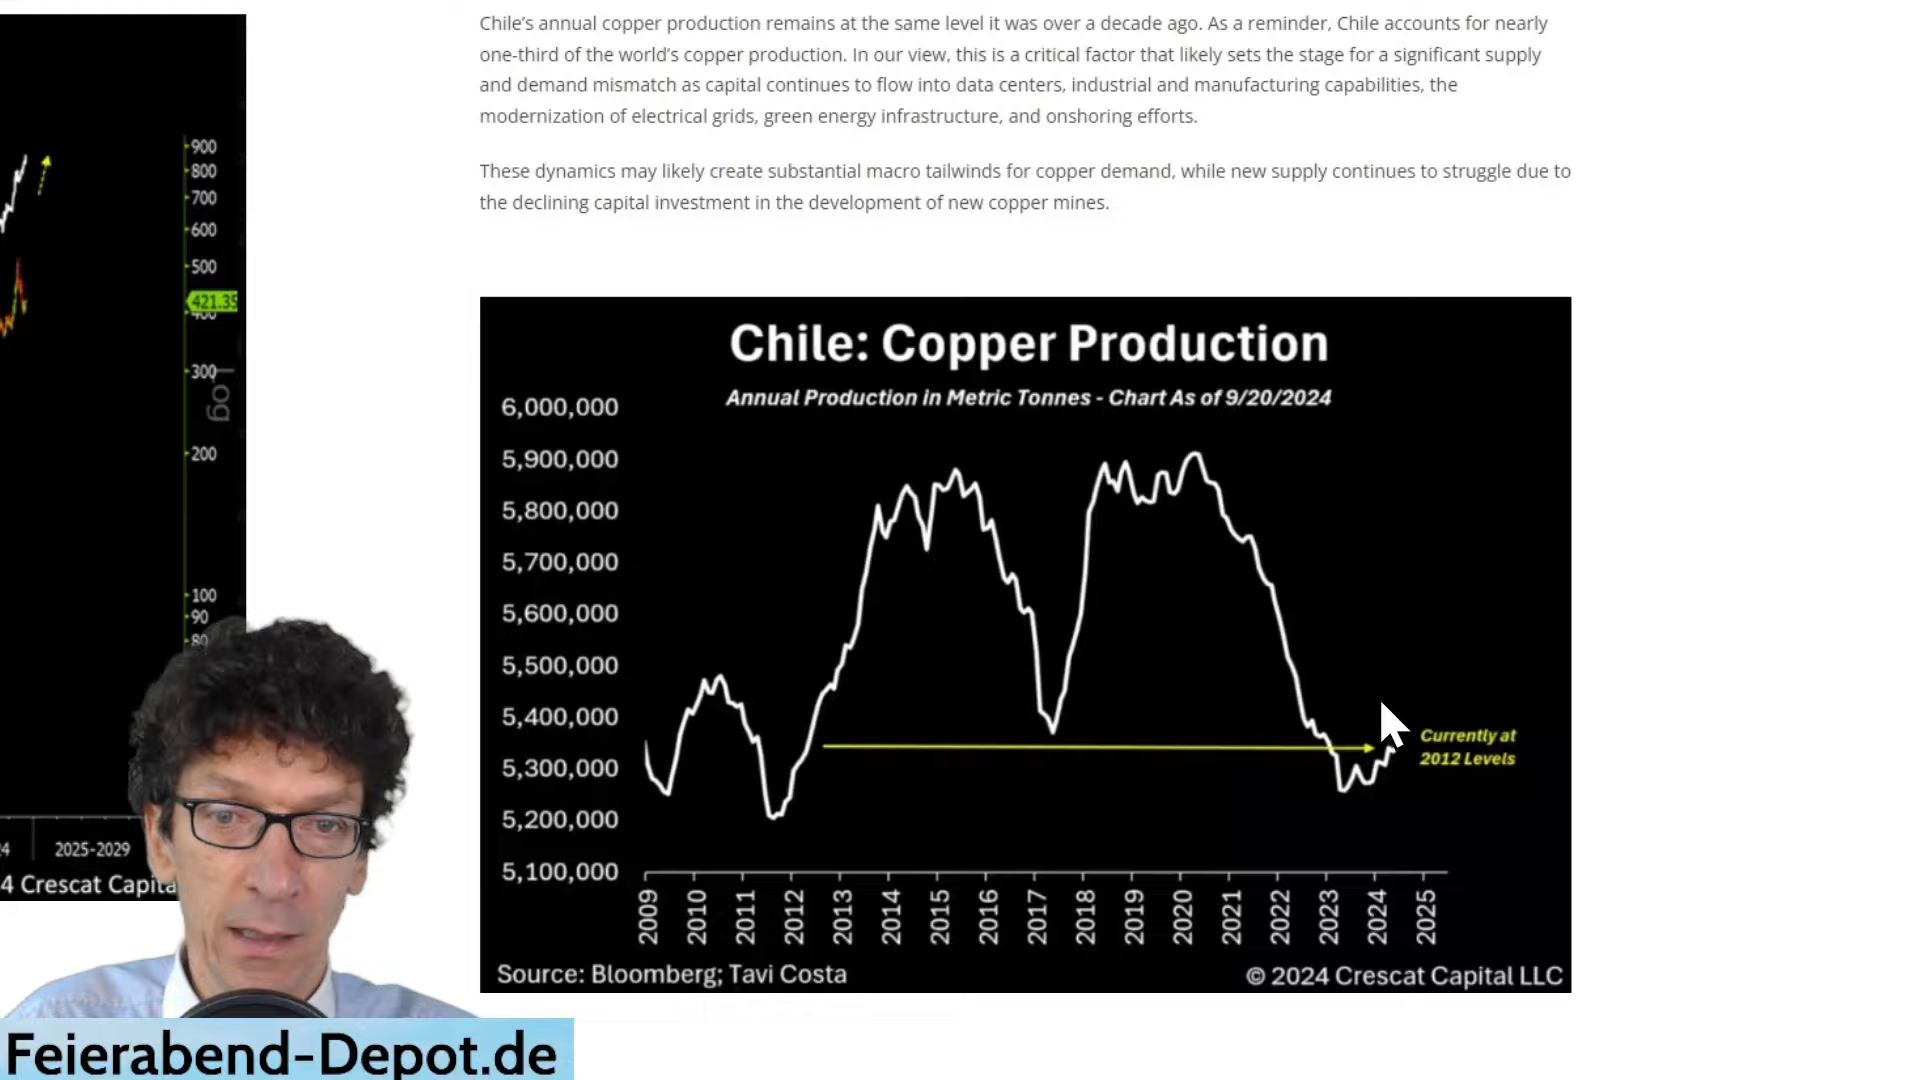 Chile’s annual copper production remains at the same level it was over a decade ago. As a reminder, Chile accounts for nearly
one-third of the world’s copper production. In our view, this is a critical factor that likely sets the stage for a significant supply
and demand mismatch as capital continues to flow into data centers, industrial and manufacturing capabilities, the
modernization of electrical grids, green energy infrastructure, and onshoring efforts.
These dynamics may likely create substantial macro tailwinds for copper demand, while new supply continues to struggle due to
the declining capital investment in the development of new copper mines.
900
800
700
600
500
421.35
400
300
Log
200
100
90
80
4
2025-2029
4 Crescat Capita
Chile: Copper Production
Annual Production in Metric Tonnes - Chart As of 9/20/2024
6,000,000
5,900,000
5,800,000
5,700,000
5,600,000
5,500,000
5,400,000
5,300,000
5,200,000
5,100,000
Currently at
2012 Levels
2009 2010 2011 2012 2013 2014 2015 2016 2017 2018 2019 2020 2021 2022 2023 2024 2025
Source: Bloomberg; Tavi Costa
© 2024 Crescat Capital LLC
Feierabend-Depot.de